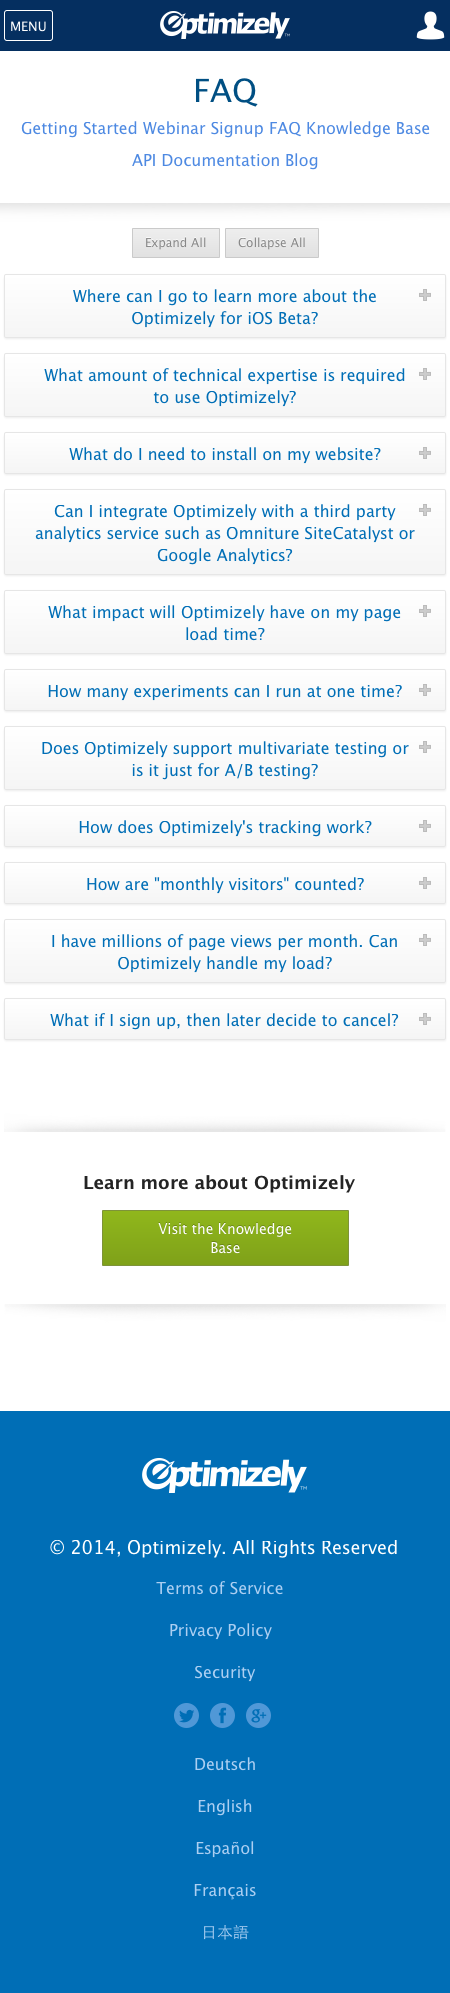 MENU
Optimizely™
FAQ
Getting Started Webinar Signup FAQ Knowledge Base
API Documentation Blog
Expand All
Collapse All
Where can I go to learn more about the
Optimizely for iOS Beta?
What amount of technical expertise is required
to use Optimizely?
What do I need to install on my website?
Can I integrate Optimizely with a third party
analytics service such as Omniture SiteCatalyst or
Google Analytics?
What impact will Optimizely have on my page
load time?
How many experiments can I run at one time?
Does Optimizely support multivariate testing or
is it just for A/B testing?
How does Optimizely's tracking work?
How are "monthly visitors" counted?
I have millions of page views per month. Can
Optimizely handle my load?
What if I sign up, then later decide to cancel?
Learn more about Optimizely
Visit the Knowledge
Base
Optimizely™
© 2014, Optimizely. All Rights Reserved
Terms of Service
Privacy Policy
Security
Deutsch
English
Español
Français
日本語